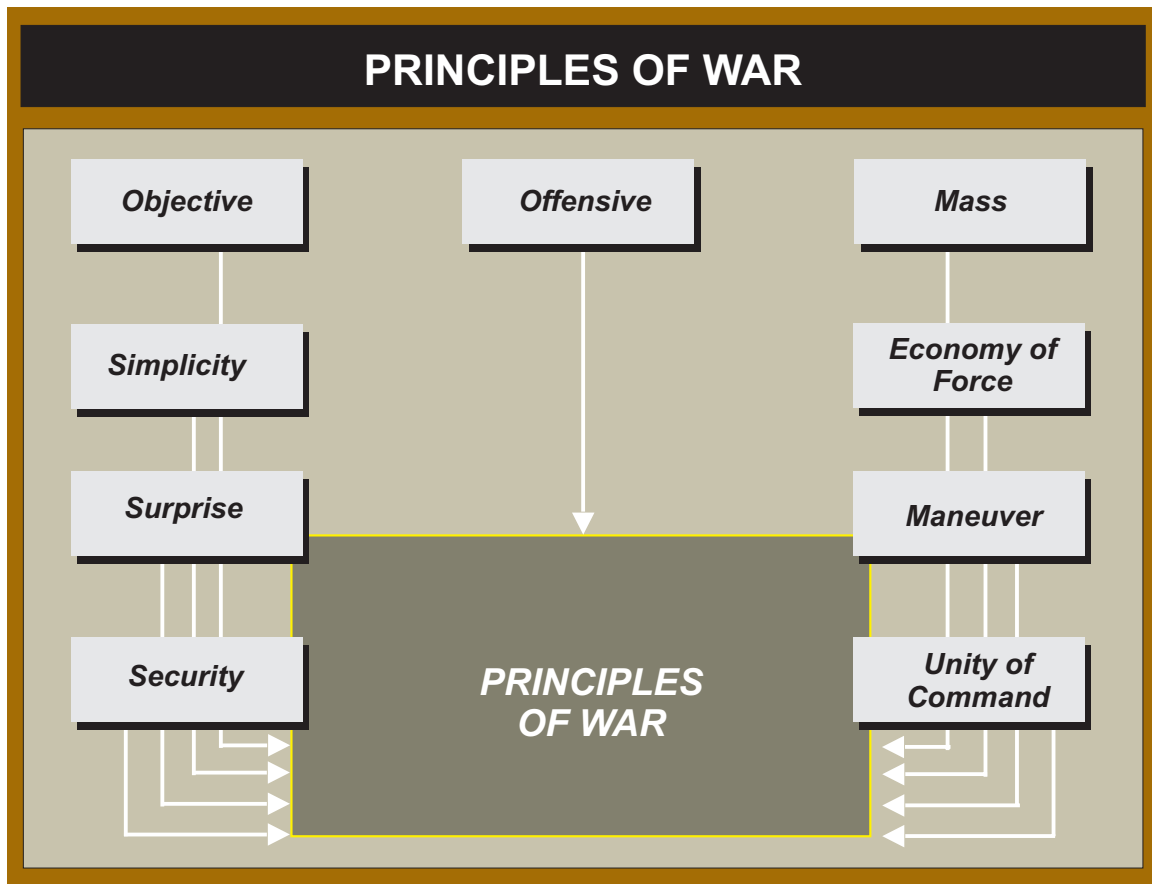 PRINCIPLES OF WAR
Objective
Offensive
Mass
Simplicity
Economy of
Force
Surprise
Maneuver
Security
PRINCIPLES
OF WAR
Unity of
Command